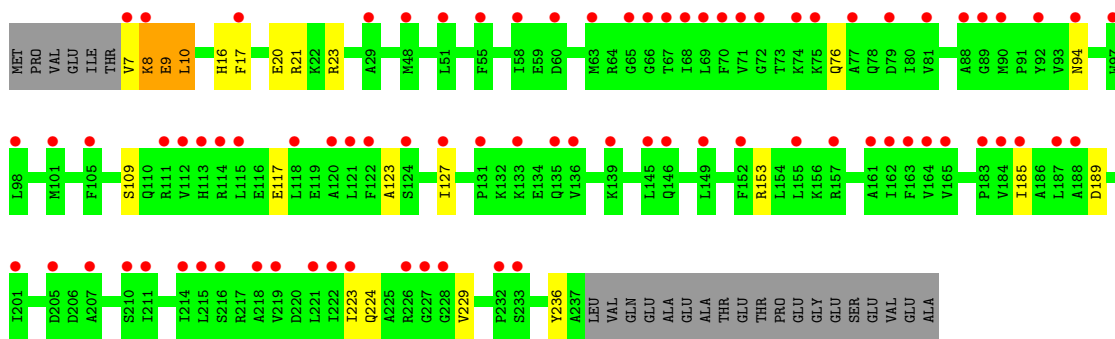 MET PRO VAL GLU ILE THR V7 K8 E9 L10 H16 F17 E20 R21 K22 R23 A29 M48 L51 F55 I58 E59 D60 M63 R64 G65 G66 T67 I68 L69 F70 V71 G72 T73 K74 K75 Q76 A77 Q78 D79 I80 V81 A88 G89 M90 P91 Y92 V93 N94 W97
L98 M101 F105 S109 Q110 R111 V112 H113 R114 L115 E116 E117 L118 E119 A120 L121 F122 A123 S124 I127 P131 K132 K133 E134 Q135 V136 K139 L145 Q146 L149 F152 R153 L154 L155 K156 R157 A161 I162 F163 V164 V165 P183 V184 I185 A186 L187 A188 D189
I201 D205 D206 A207 S210 I211 I214 L215 S216 R217 A218 V219 D220 L221 I222 I223 Q224 A225 R226 G227 G228 V229 P232 S233 Y236 A237 LEU VAL GLN GLU ALA GLU ALA THR GLU THR PRO GLU GLY GLU SER GLU VAL GLU ALA